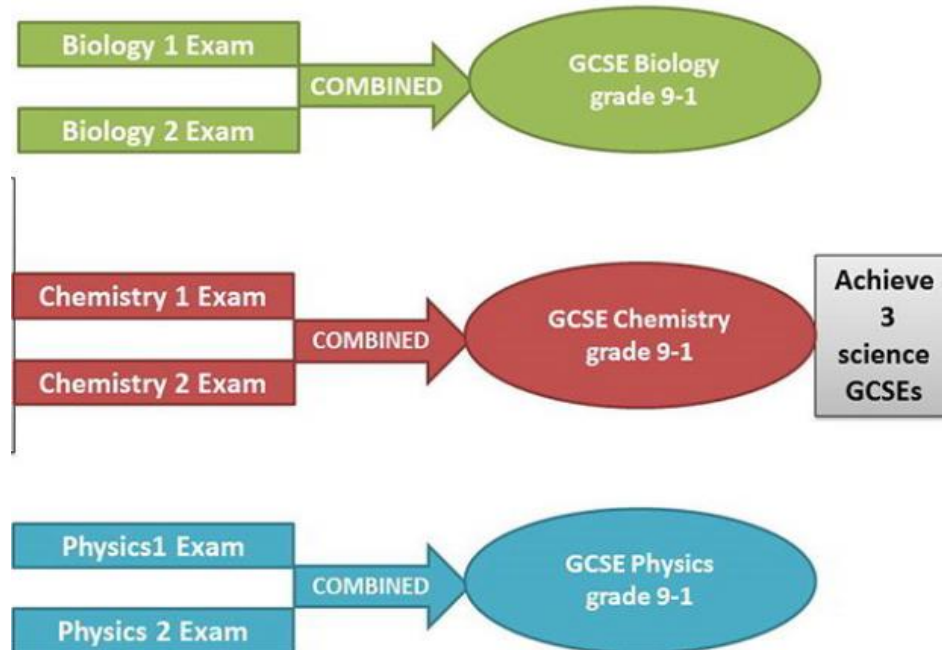 Biology 1 Exam
COMBINED
Biology 2 Exam
GCSE Biology
grade 9-1
Chemistry 1 Exam
COMBINED
Chemistry 2 Exam
GCSE Chemistry
grade 9-1
Achieve
3
science
GCSEs
Physics1 Exam
COMBINED
Physics 2 Exam
GCSE Physics
grade 9-1